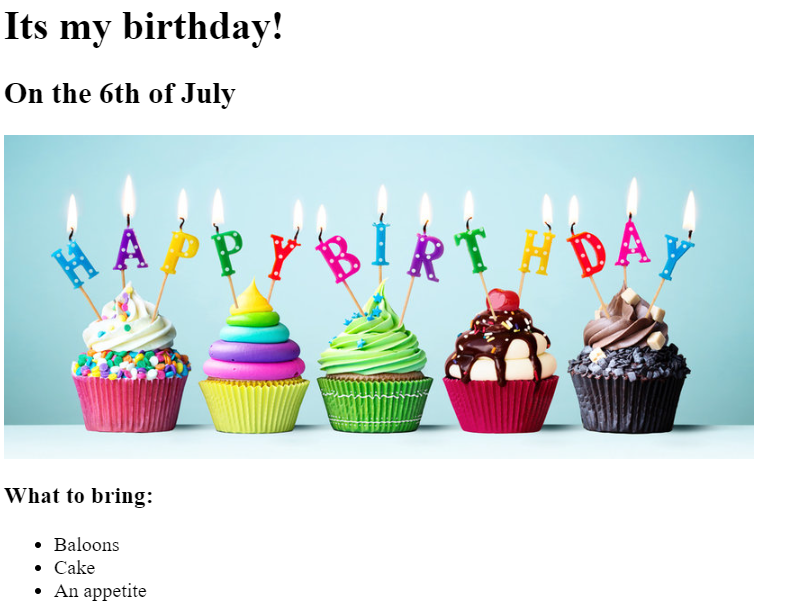 Its my birthday!
On the 6th of July
HAPPY BIRTHDAY
What to bring:
Baloons
Cake
An appetite